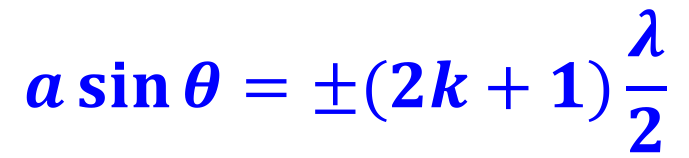 a sin θ = ±(2k + 1) λ/2